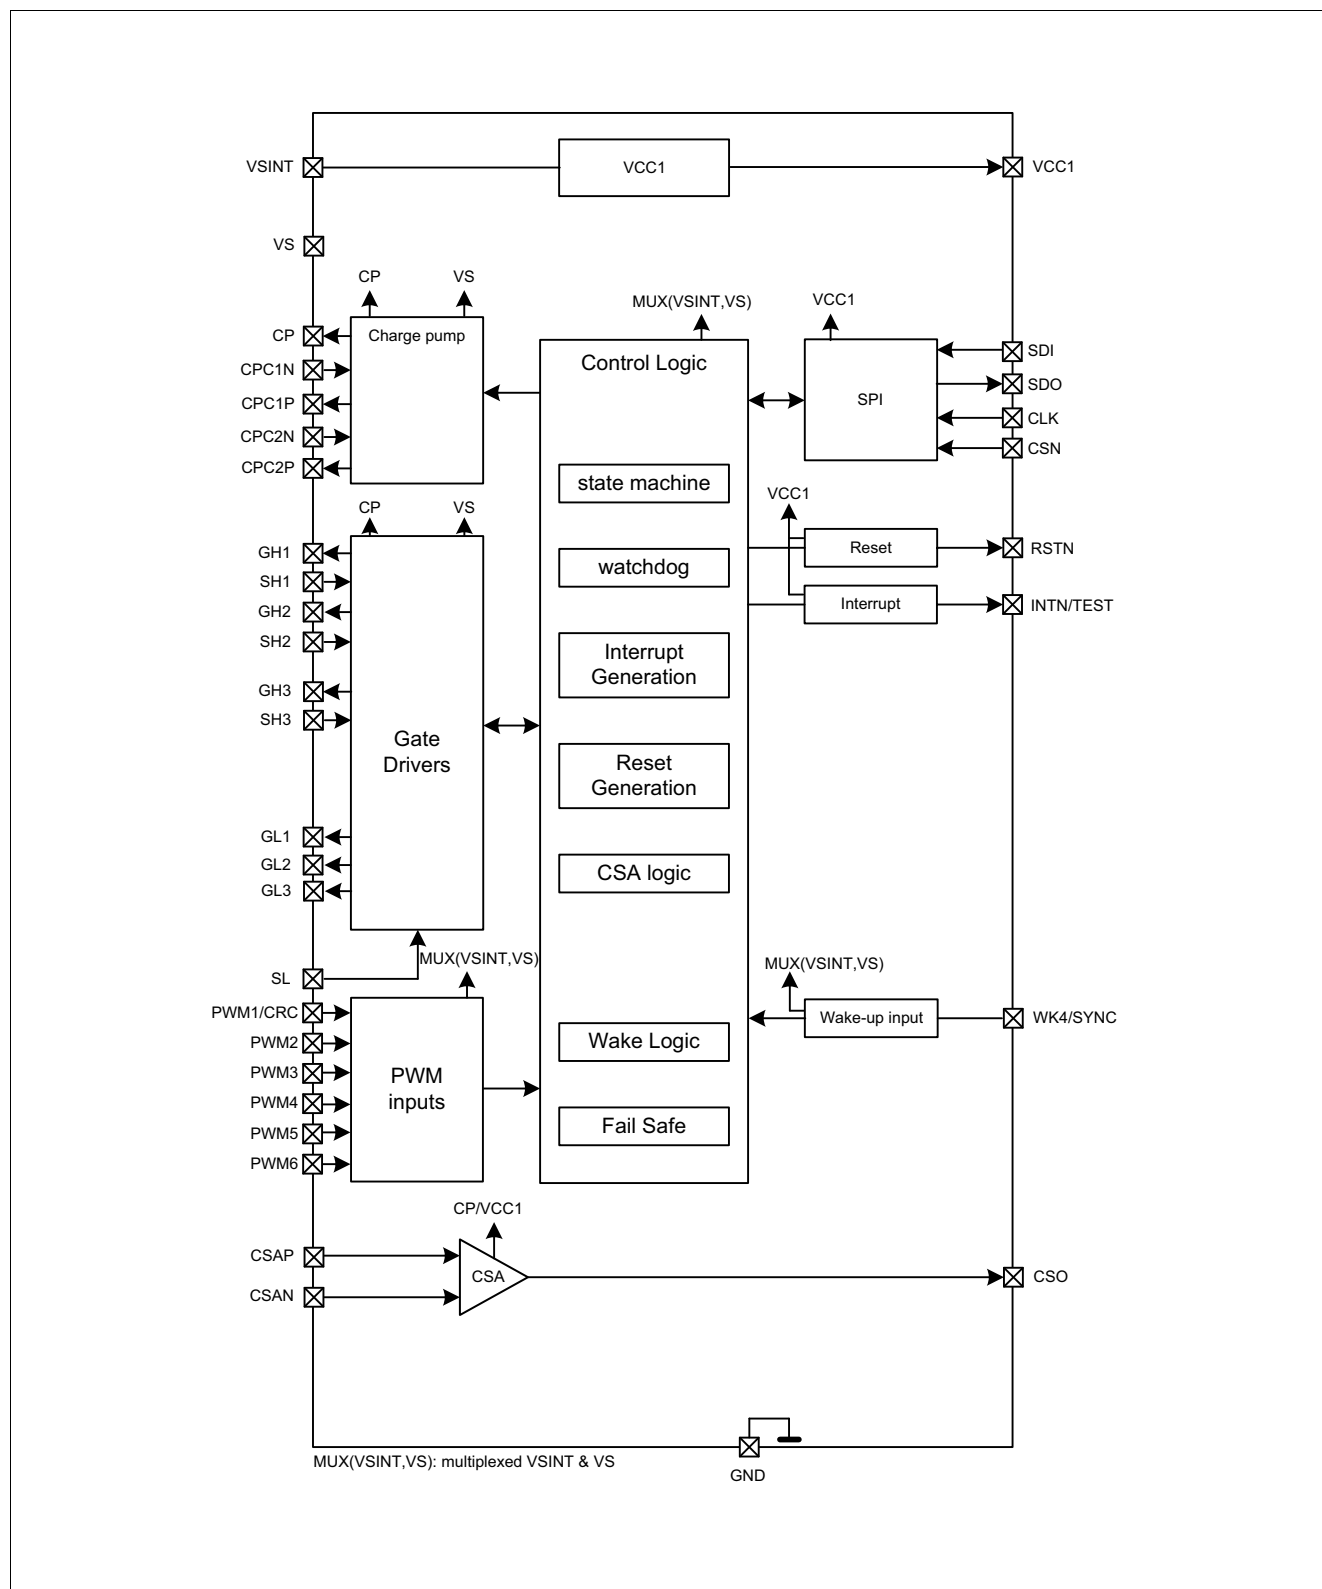 VSINT
VCC1
VCC1
VS
CP
VS
MUX(VSINT,VS)
VCC1
CP
Charge pump
CPC1N
CPC1P
CPC2N
CPC2P
Control Logic
SPI
SDI
SDO
CLK
CSN
state machine
VCC1
CP
VS
GH1
SH1
GH2
SH2
GH3
SH3
Gate
Drivers
GL1
GL2
GL3
watchdog
Reset
RSTN
Interrupt
INTN/TEST
Interrupt
Generation
Reset
Generation
CSA logic
SL
MUX(VSINT,VS)
MUX(VSINT,VS)
PWM1/CRC
PWM2
PWM3
PWM4
PWM5
PWM6
PWM
inputs
Wake-up input
WK4/SYNC
Wake Logic
Fail Safe
CP/VCC1
CSAP
CSAN
CSA
CSO
MUX(VSINT,VS): multiplexed VSINT & VS
GND